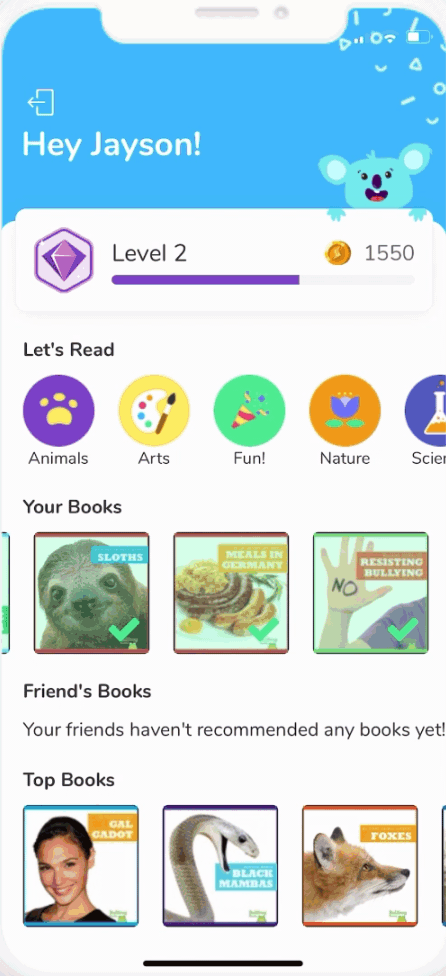 Hey Jayson!
Level 2
1550
Let's Read
Animals
Arts
Fun!
Nature
Scien
Your Books
SLOTHS
MEALS IN
GERMANY
RESISTING
BULLYING
NO
Friend's Books
Your friends haven't recommended any books yet!
Top Books
GAL
GADOT
BLACK
MAMBAS
FOXES